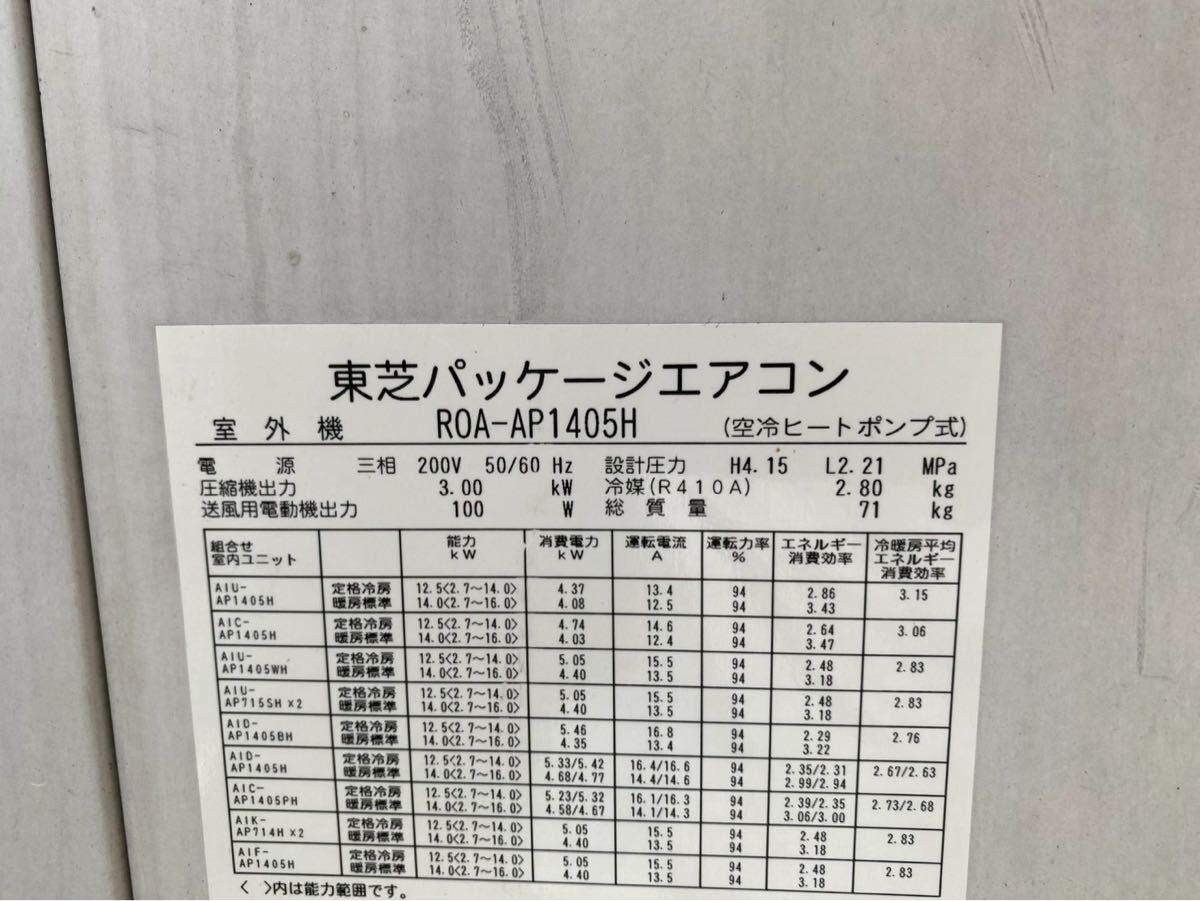 東芝パッケージエアコン
室外機 ROA-AP1405H (空冷ヒートポンプ式)
電源 三相 200V 50/60 Hz 設計圧力 H4.15 L2.21 MPa
圧縮機出力 3.00 kW 冷媒(R410A) 2.80 kg
送風用電動機出力 100 W 総質量 71 kg
組合せ室内ユニット 能力 kW 消費電力 kW 運転電流 A 運転力率 % エネルギー消費効率 冷暖房平均エネルギー消費効率
AIU-AP1405H 定格冷房 12.5<2.7~14.0> 4.37 13.4 94 2.86 3.15
暖房標準 14.0<2.7~16.0> 4.08 12.5 94 3.43
AIC-AP1405H 定格冷房 12.5<2.7~14.0> 4.74 14.6 94 2.64 3.06
暖房標準 14.0<2.7~16.0> 4.03 12.4 94 3.47
AIU-AP1405WH 定格冷房 12.5<2.7~14.0> 5.05 15.5 94 2.48 2.83
暖房標準 14.0<2.7~16.0> 4.40 13.5 94 3.18
AIU-AP715SH×2 定格冷房 12.5<2.7~14.0> 5.05 15.5 94 2.48 2.83
暖房標準 14.0<2.7~16.0> 4.40 13.5 94 3.18
AID-AP1405BH 定格冷房 12.5<2.7~14.0> 5.46 16.8 94 2.29 2.76
暖房標準 14.0<2.7~16.0> 4.35 13.4 94 3.22
AID-AP1405H 定格冷房 12.5<2.7~14.0> 5.33/5.42 16.4/16.6 94 2.35/2.31 2.67/2.63
暖房標準 14.0<2.7~16.0> 4.68/4.77 14.4/14.6 94 2.99/2.94
AIC-AP1405PH 定格冷房 12.5<2.7~14.0> 5.23/5.32 16.1/16.3 94 2.39/2.35 2.73/2.68
暖房標準 14.0<2.7~16.0> 4.58/4.67 14.1/14.3 94 3.06/3.00
AIK-AP714H×2 定格冷房 12.5<2.7~14.0> 5.05 15.5 94 2.48 2.83
暖房標準 14.0<2.7~16.0> 4.40 13.5 94 3.18
AIF-AP1405H 定格冷房 12.5<2.7~14.0> 5.05 15.5 94 2.48 2.83
暖房標準 14.0<2.7~16.0> 4.40 13.5 94 3.18
< >内は能力範囲です。